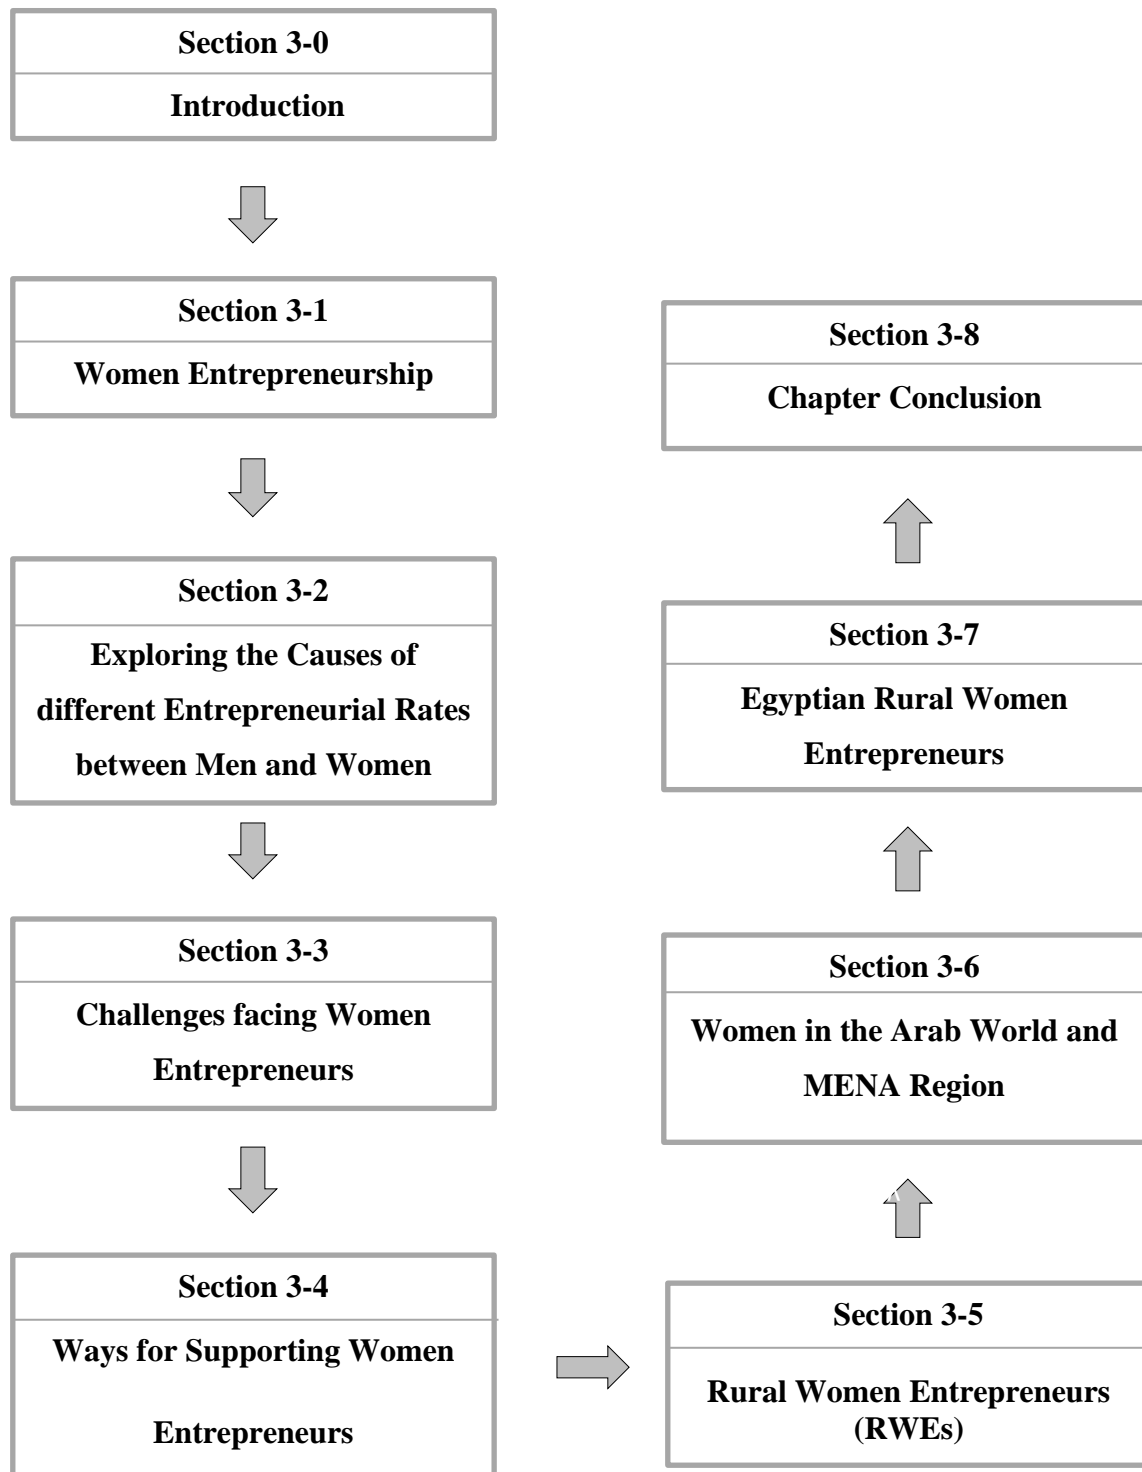 Section 3-0
Introduction
Section 3-1
Women Entrepreneurship
Section 3-2
Exploring the Causes of
different Entrepreneurial Rates
between Men and Women
Section 3-3
Challenges facing Women
Entrepreneurs
Section 3-4
Ways for Supporting Women
Entrepreneurs
Section 3-5
Rural Women Entrepreneurs
(RWEs)
Section 3-6
Women in the Arab World and
MENA Region
Section 3-7
Egyptian Rural Women
Entrepreneurs
Section 3-8
Chapter Conclusion